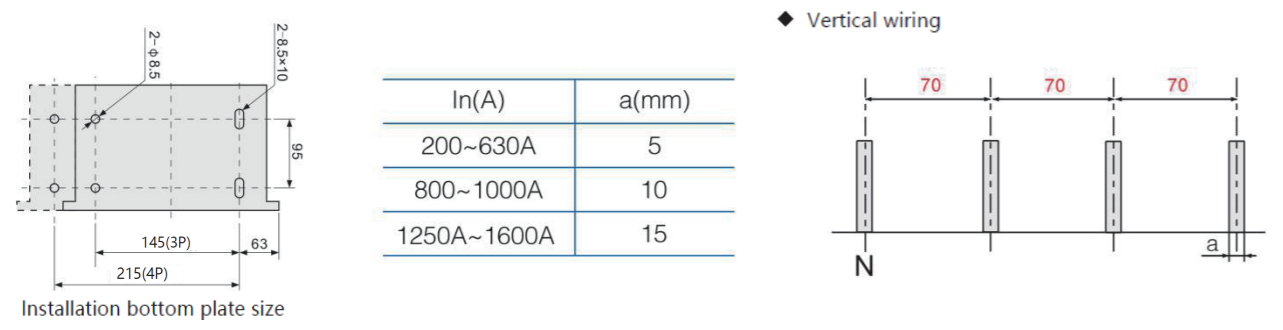 2-φ8.5
2-8.5×10
95
145(3P)
63
215(4P)
Installation bottom plate size
In(A) a(mm)
200~630A 5
800~1000A 10
1250A~1600A 15
◆ Vertical wiring
70 70 70
a
N